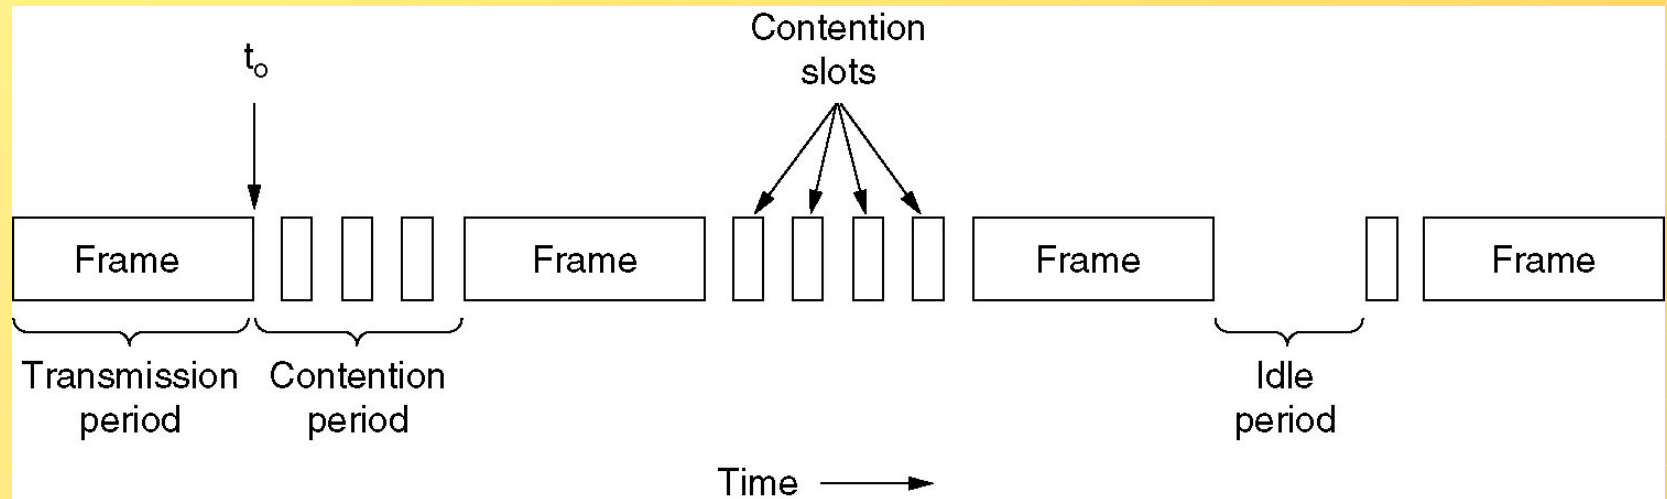 Contention
slots
to
Frame
Frame
Frame
Frame
Transmission
period
Contention
period
Idle
period
Time